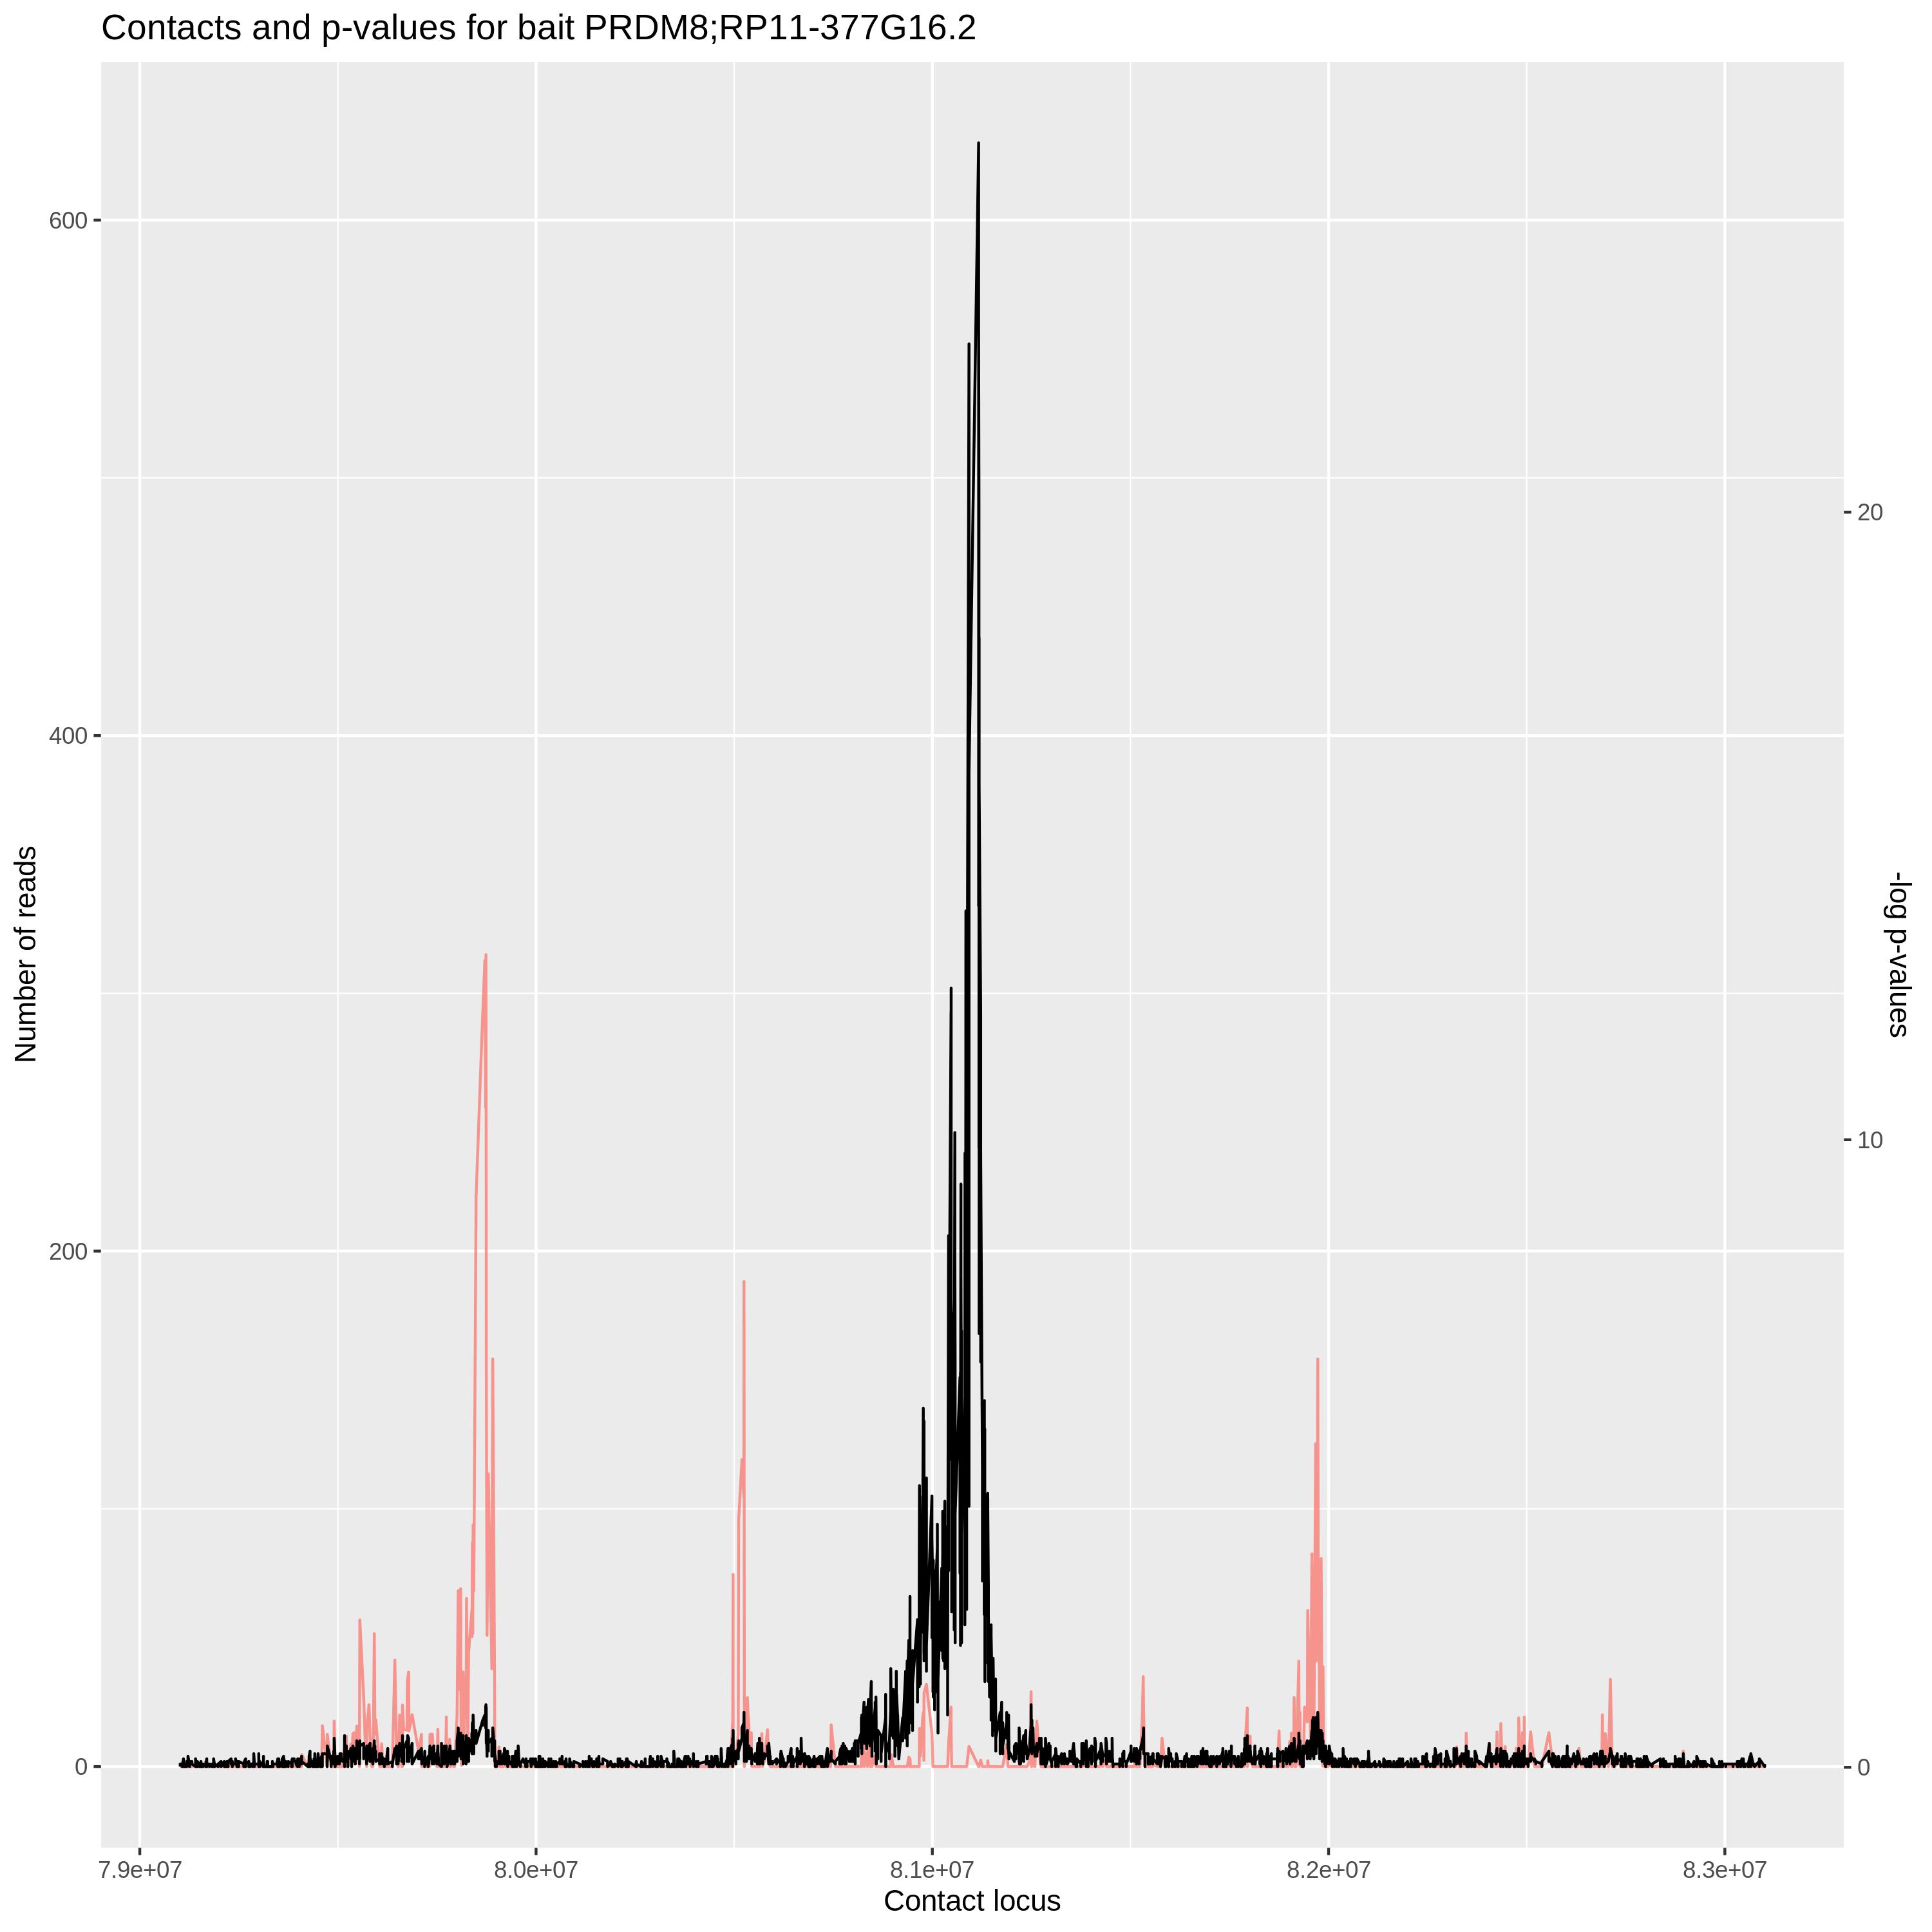 Contacts and p-values for bait PRDM8;RP11-377G16.2
600
400
200
0
Number of reads
20
10
0
-log p-values
7.9e+07 8.0e+07 8.1e+07 8.2e+07 8.3e+07
Contact locus